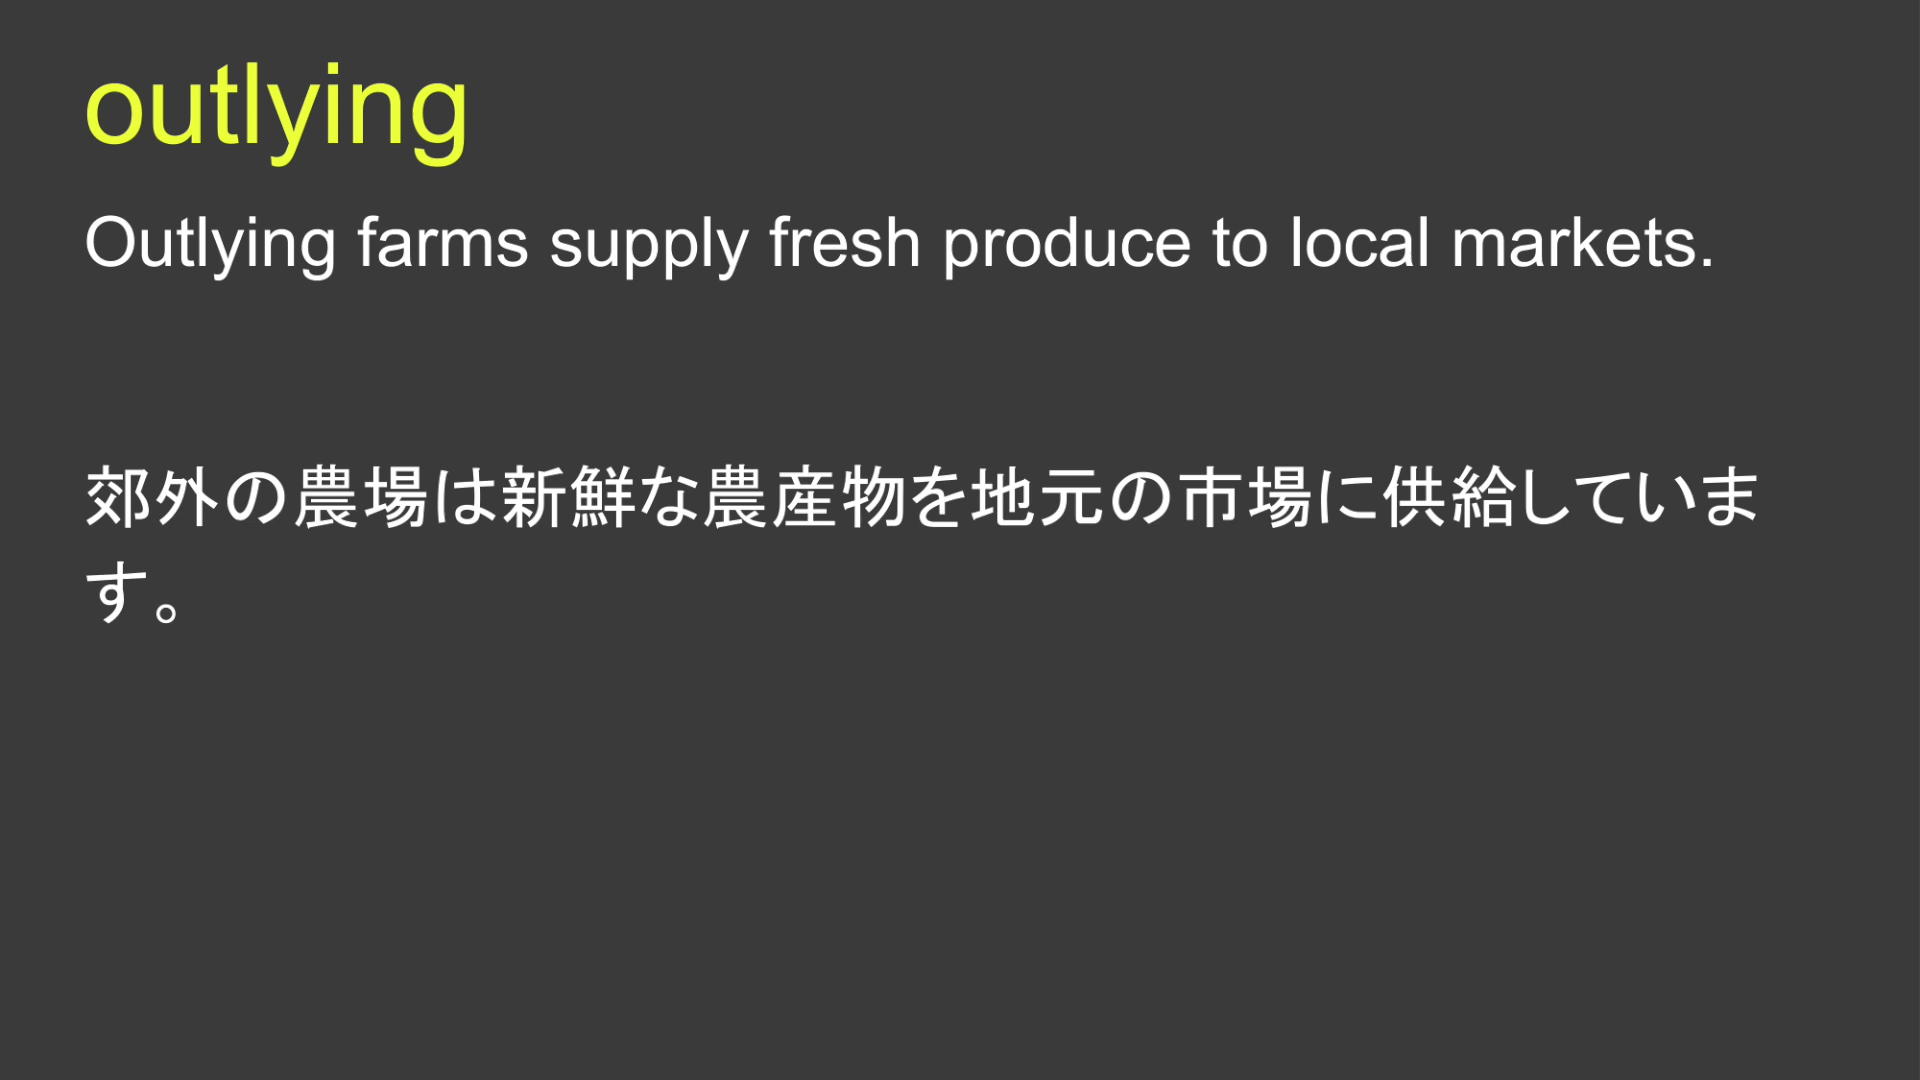 outlying
Outlying farms supply fresh produce to local markets.
郊外の農場は新鮮な農産物を地元の市場に供給していま
す。